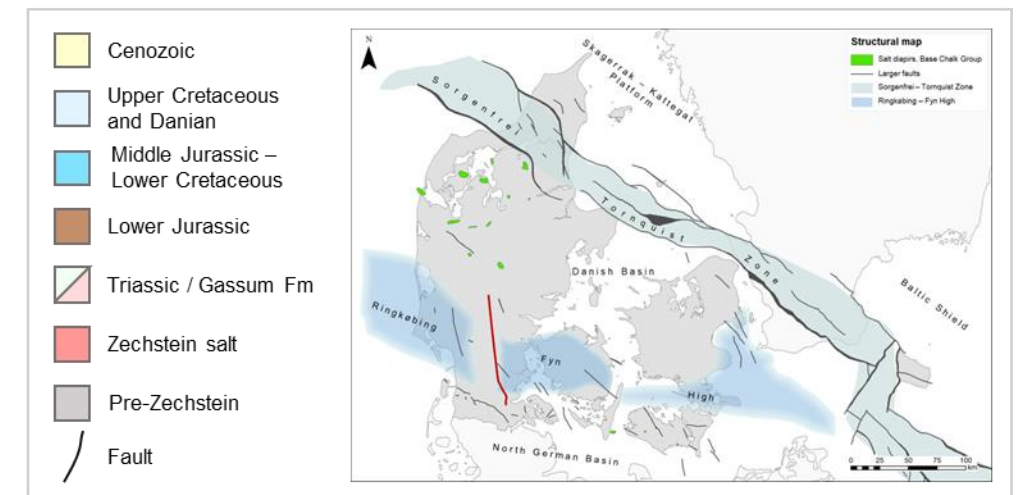 Cenozoic
Upper Cretaceous
and Danian
Middle Jurassic –
Lower Cretaceous
Lower Jurassic
Triassic / Gassum Fm
Zechstein salt
Pre-Zechstein
Fault
N
Structural map
Salt diapirs, Base Chalk Group
Larger faults
Sorgenfrei – Tornquist Zone
Ringkøbing – Fyn High
Skagerrak – Kattegat
Platform
Sorgenfrei
Tornquist
Zone
Danish Basin
Baltic Shield
Ringkøbing
Fyn
High
North German Basin
0 25 50 75 100
km